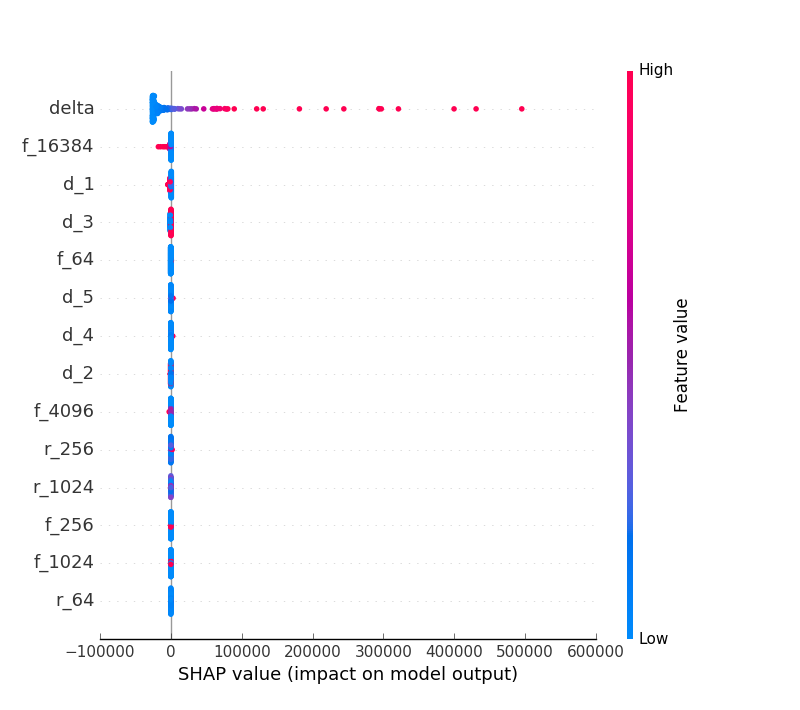 High
delta
f_16384
d_1
d_3
f_64
d_5
d_4
d_2
f_4096
r_256
r_1024
f_256
f_1024
r_64
Feature value
Low
−100000 0 100000 200000 300000 400000 500000 600000
SHAP value (impact on model output)